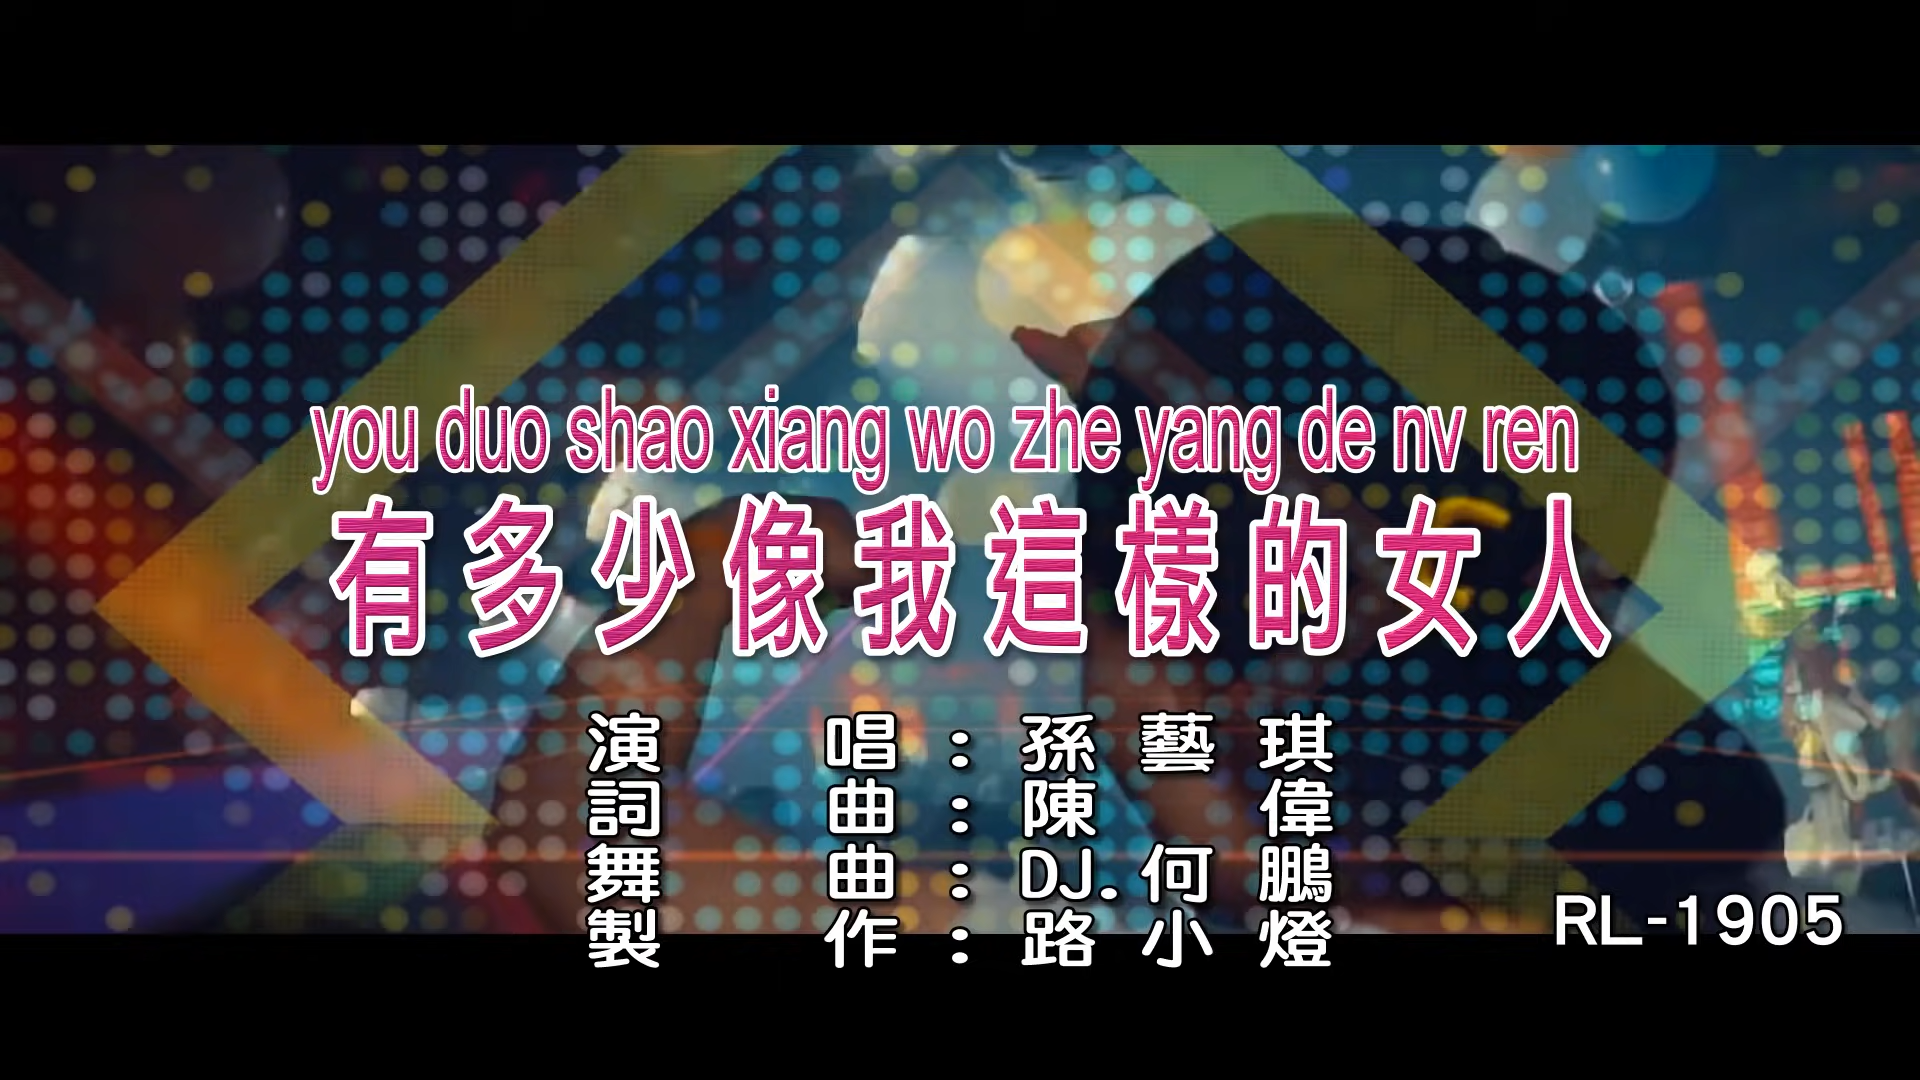 you duo shao xiang wo zhe yang de nv ren
有多少像我這樣的女人
演唱:孫藝琪
詞曲:陳偉
舞曲:DJ.何鵬
製作:路小燈
RL-1905